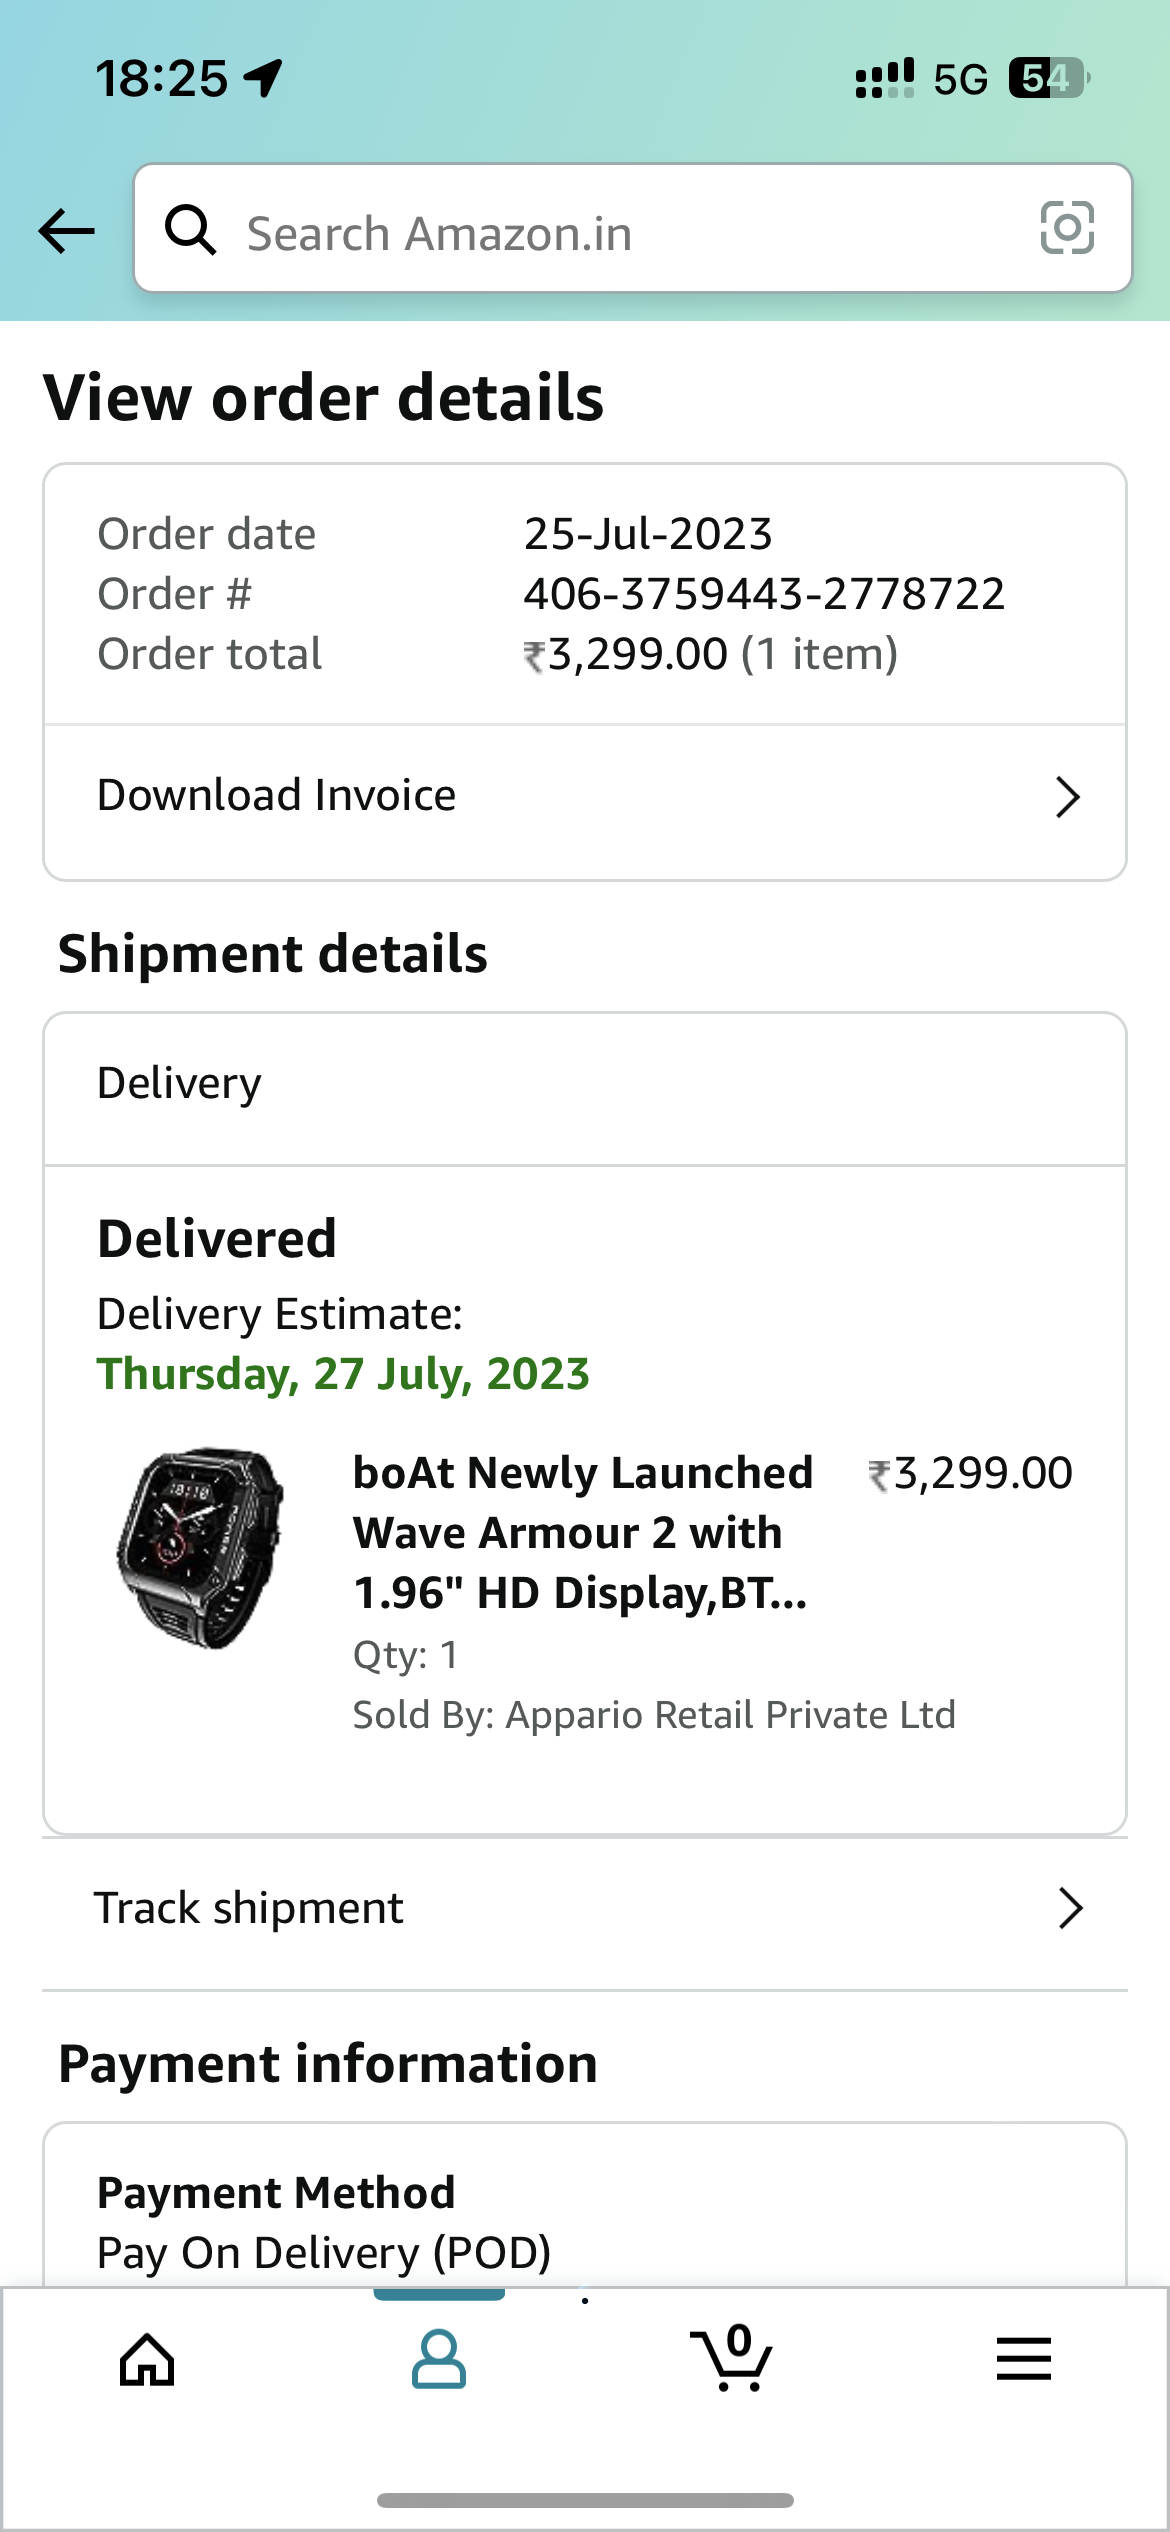 18:25
5G 54
Search Amazon.in
View order details
Order date 25-Jul-2023
Order # 406-3759443-2778722
Order total ₹3,299.00 (1 item)
Download Invoice
Shipment details
Delivery
Delivered
Delivery Estimate:
Thursday, 27 July, 2023
boAt Newly Launched ₹3,299.00
Wave Armour 2 with
1.96" HD Display,BT...
Qty: 1
Sold By: Appario Retail Private Ltd
Track shipment
Payment information
Payment Method
Pay On Delivery (POD)
0